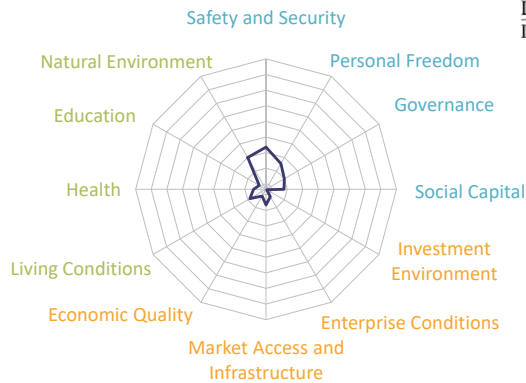 Safety and Security
Natural Environment
Personal Freedom
Education
Governance
Health
Social Capital
Investment
Environment
Living Conditions
Economic Quality
Enterprise Conditions
Market Access and
Infrastructure